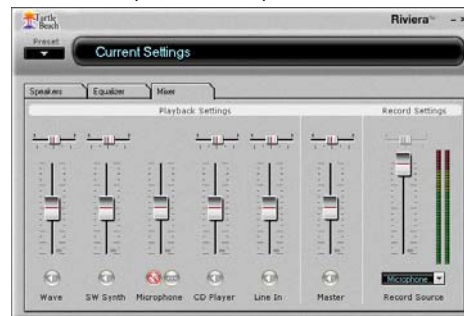 Turtle
Beach
Riviera™
Preset
Current Settings
Speakers Equalizer Mixer
Playback Settings Record Settings
Microphone
Wave SW Synth Microphone CD Player Line In Master Record Source